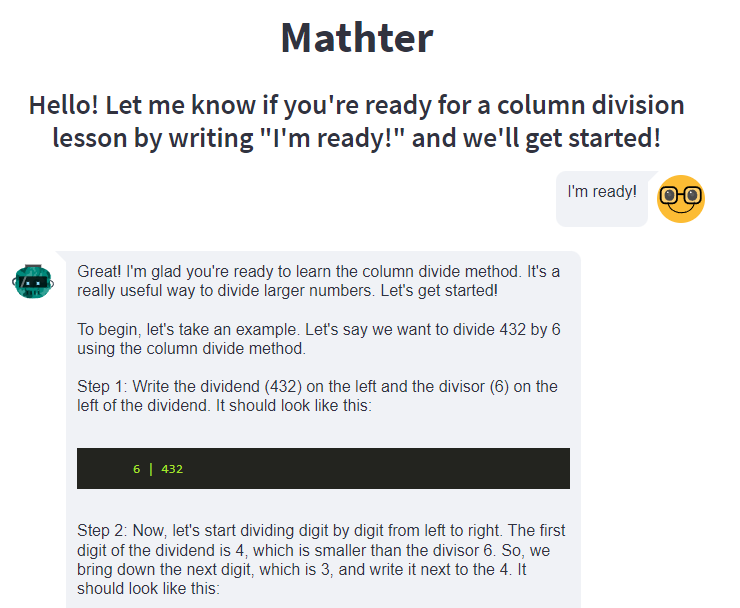 Mathter
Hello! Let me know if you're ready for a column division
lesson by writing "I'm ready!" and we'll get started!
I'm ready!
Great! I'm glad you're ready to learn the column divide method. It's a
really useful way to divide larger numbers. Let's get started!
To begin, let's take an example. Let's say we want to divide 432 by 6
using the column divide method.
Step 1: Write the dividend (432) on the left and the divisor (6) on the
left of the dividend. It should look like this:
6 | 432
Step 2: Now, let's start dividing digit by digit from left to right. The first
digit of the dividend is 4, which is smaller than the divisor 6. So, we
bring down the next digit, which is 3, and write it next to the 4. It
should look like this: